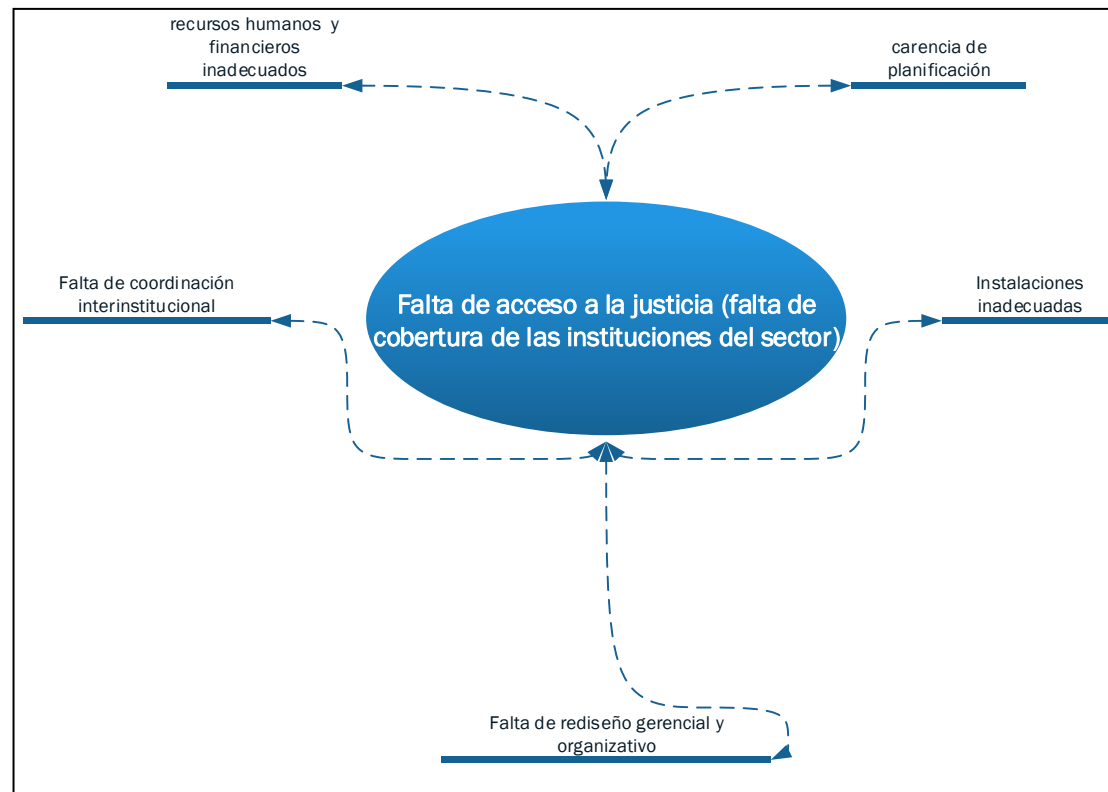 recursos humanos y
financieros
inadecuados
carencia de
planificación
Falta de coordinación
interinstitucional
Falta de acceso a la justicia (falta de
cobertura de las instituciones del sector)
Instalaciones
inadecuadas
Falta de rediseño gerencial y
organizativo